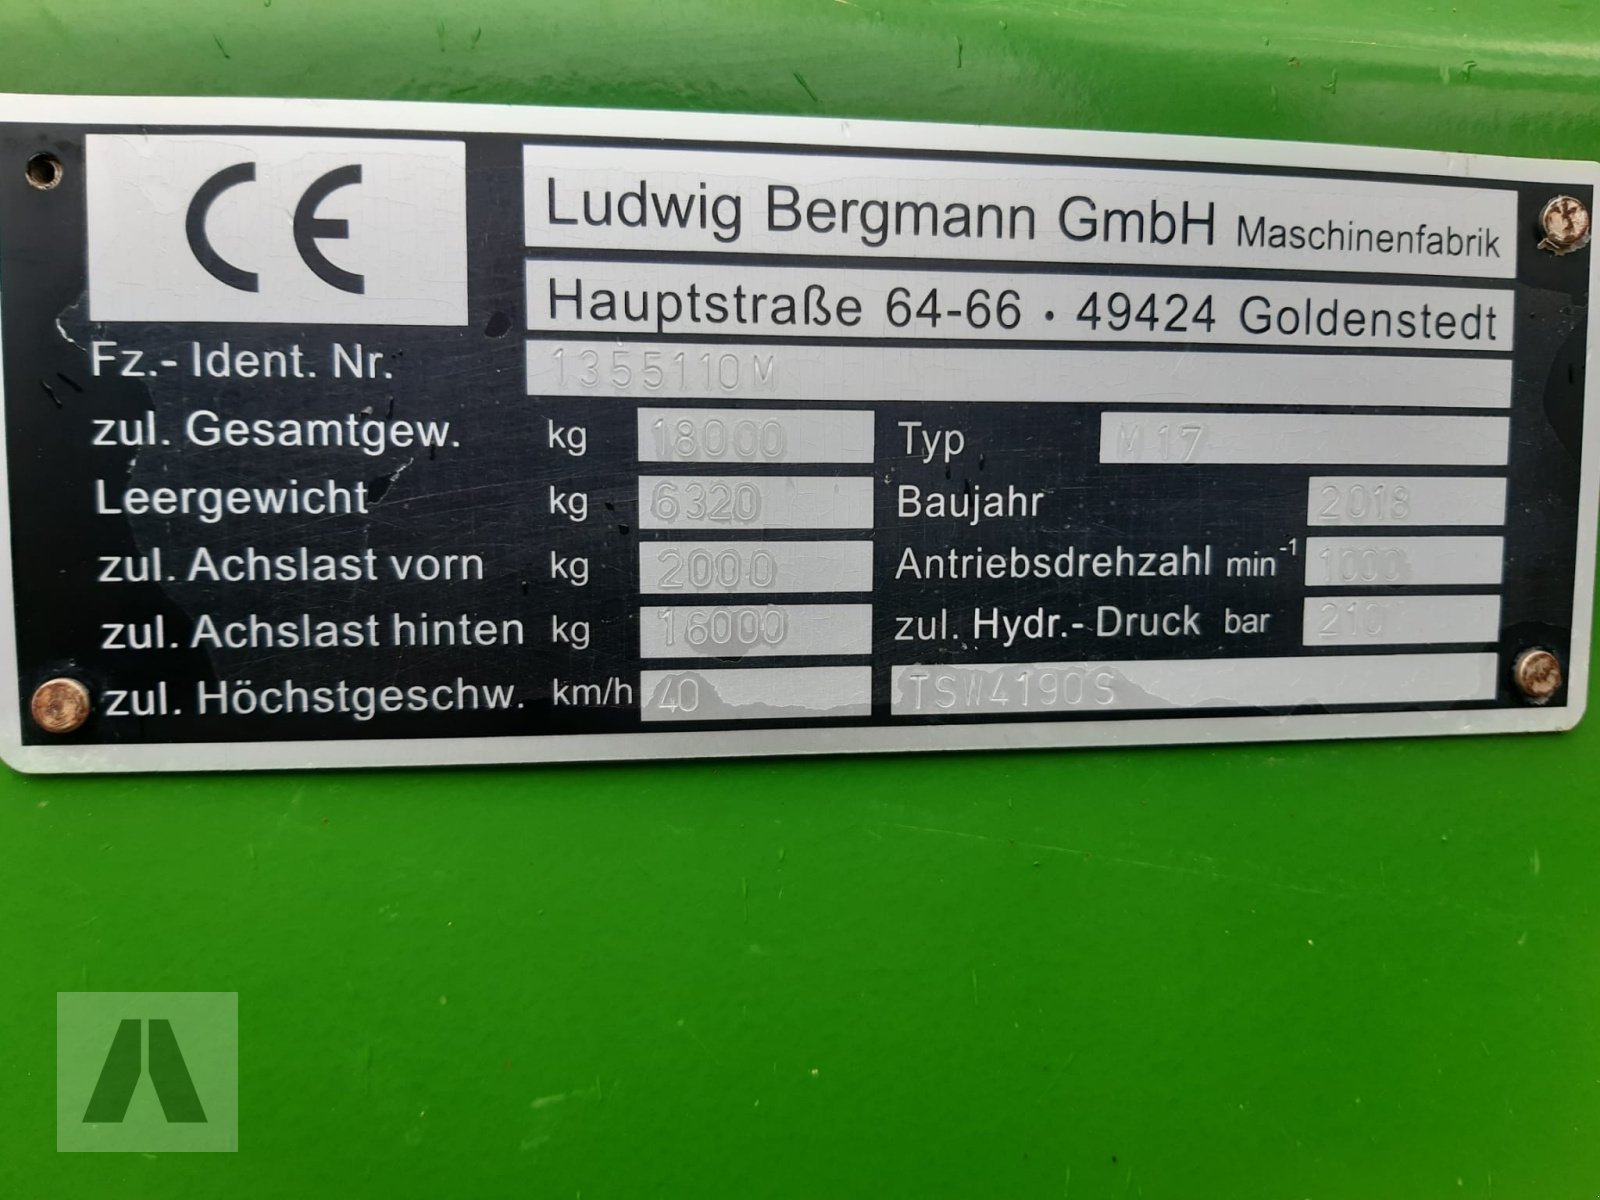 CE
Ludwig Bergmann GmbH Maschinenfabrik
Hauptstraße 64-66 · 49424 Goldenstedt
Fz.- Ident. Nr. 1355110M
zul. Gesamtgew. kg 18000 Typ M17
Leergewicht kg 6320 Baujahr 2018
zul. Achslast vorn kg 2000 Antriebsdrehzahl min⁻¹ 1000
zul. Achslast hinten kg 16000 zul. Hydr.- Druck bar 210
zul. Höchstgeschw. km/h 40 TSW4190S